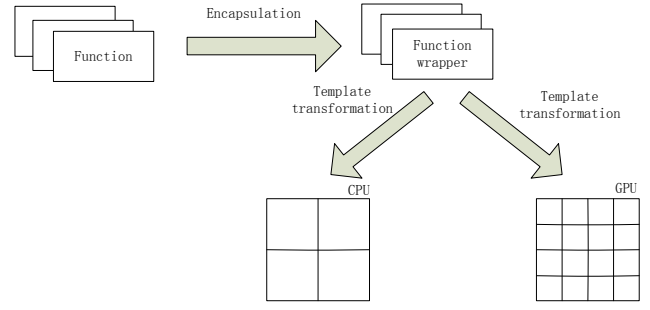 Encapsulation
Function
Function
wrapper
Template
transformation
Template
transformation
CPU
GPU